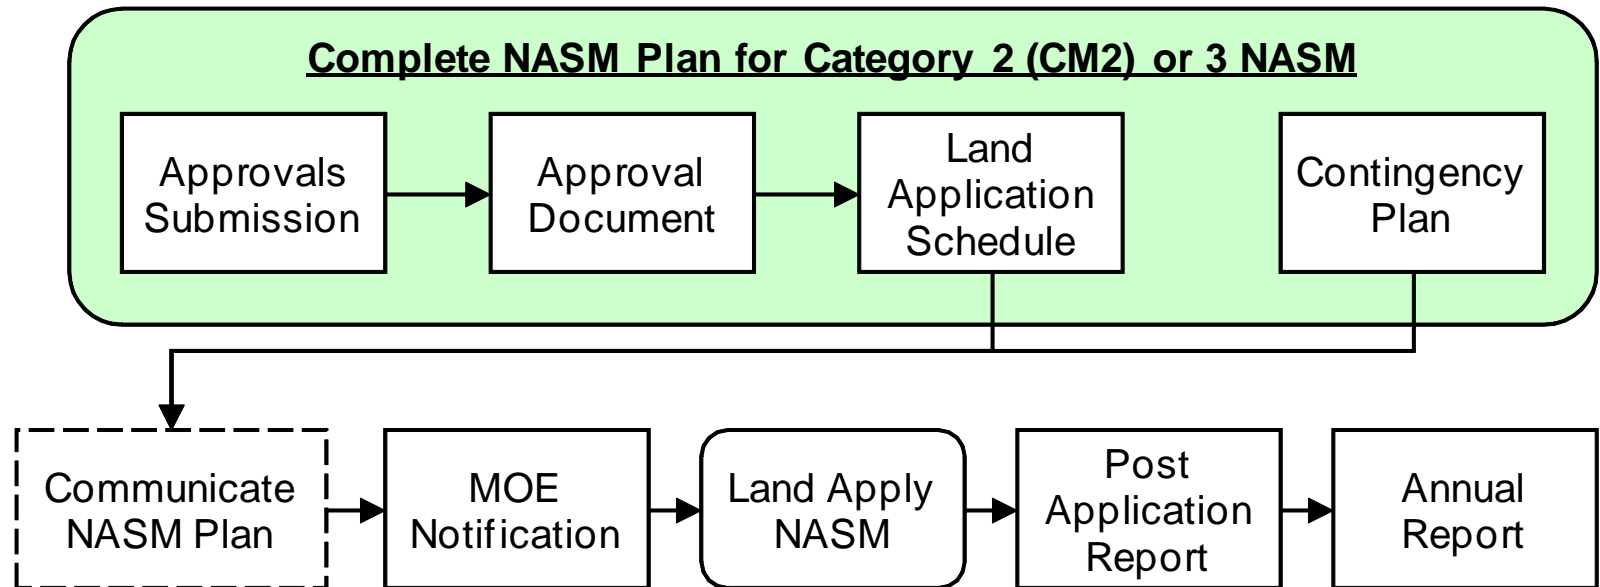 Complete NASM Plan for Category 2 (CM2) or 3 NASM
Approvals
Submission
Approval
Document
Land
Application
Schedule
Contingency
Plan
Communicate
NASM Plan
MOE
Notification
Land Apply
NASM
Post
Application
Report
Annual
Report